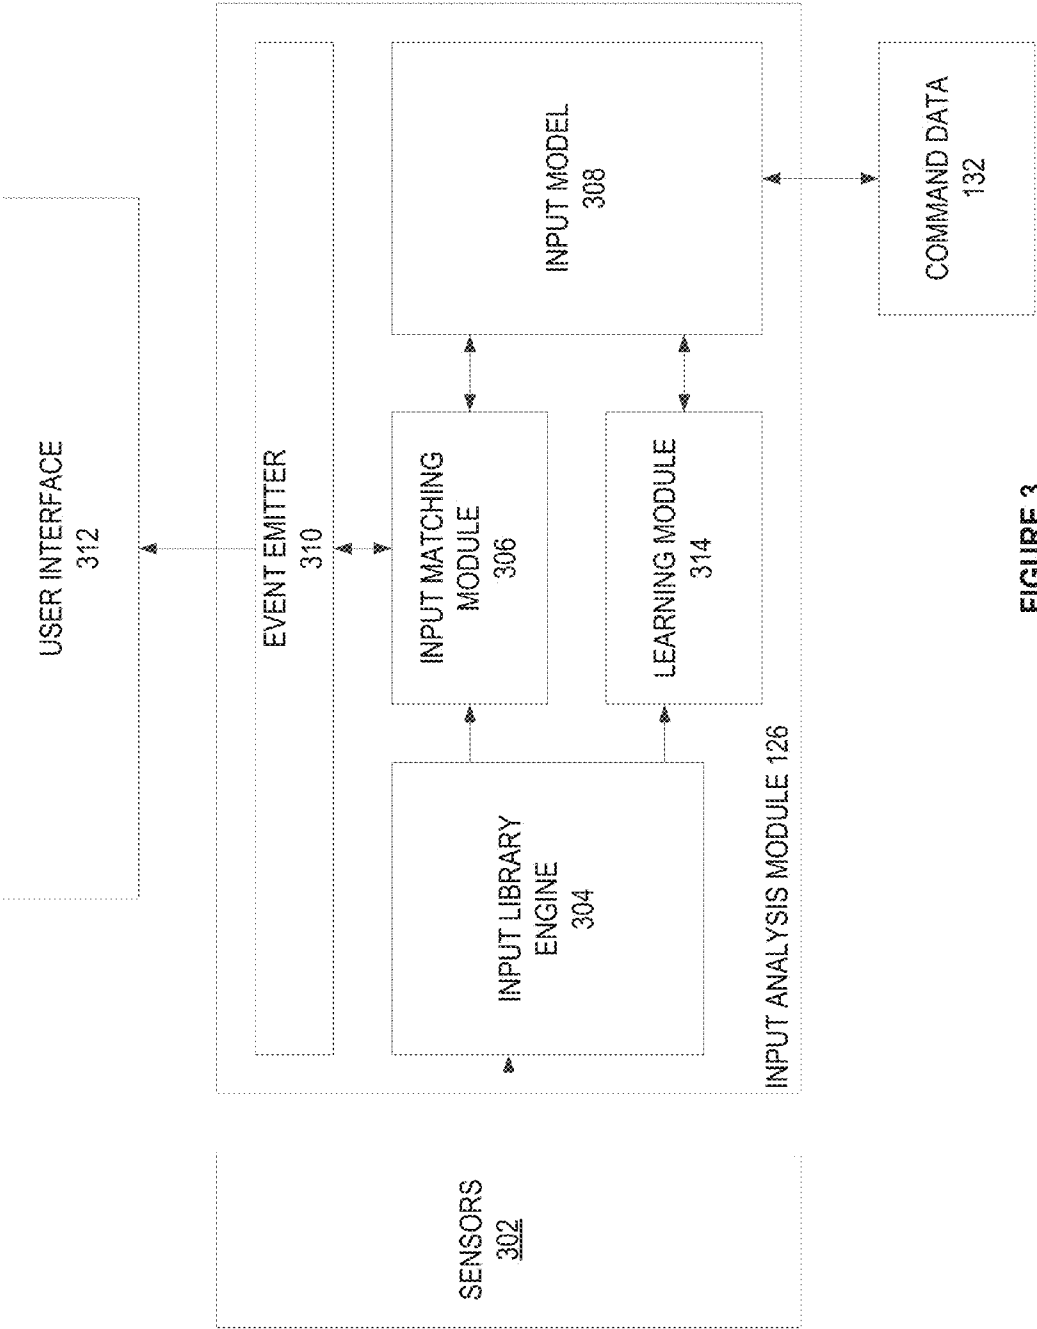 USER INTERFACE
312
EVENT EMITTER
310
SENSORS
302
INPUT LIBRARY
ENGINE
304
INPUT MATCHING
MODULE
306
INPUT MODEL
308
LEARNING MODULE
314
INPUT ANALYSIS MODULE 126
COMMAND DATA
132
FIGURE 3